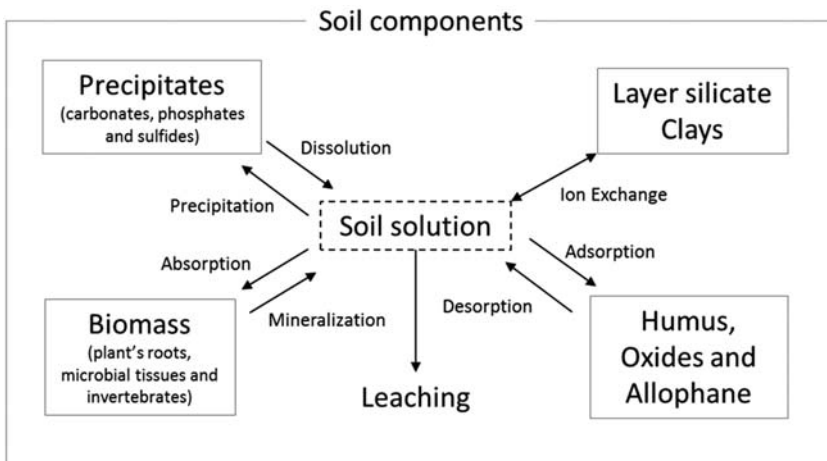 Soil components
Precipitates
(carbonates, phosphates
and sulfides)
Layer silicate
Clays
Dissolution
Precipitation
Ion Exchange
Soil solution
Absorption
Adsorption
Mineralization
Desorption
Biomass
(plant's roots,
microbial tissues and
invertebrates)
Leaching
Humus,
Oxides and
Allophane